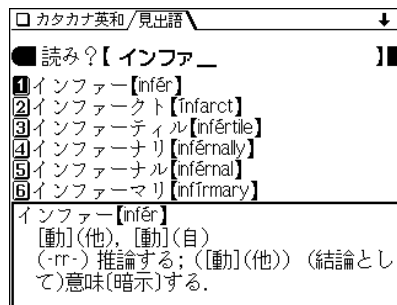 カタカナ英和/見出語
読み?【インファ_ 】
1インファー【infér】
2インファークト【ínfarct】
3インファーティル【infértile】
4インファーナリ【inférnally】
5インファーナル【inférnal】
6インファーマリ【infírmary】
インファー【infér】
[動](他), [動](自)
(-rr-) 推論する; ([動](他)) (結論とし
て)意味〔暗示〕する.